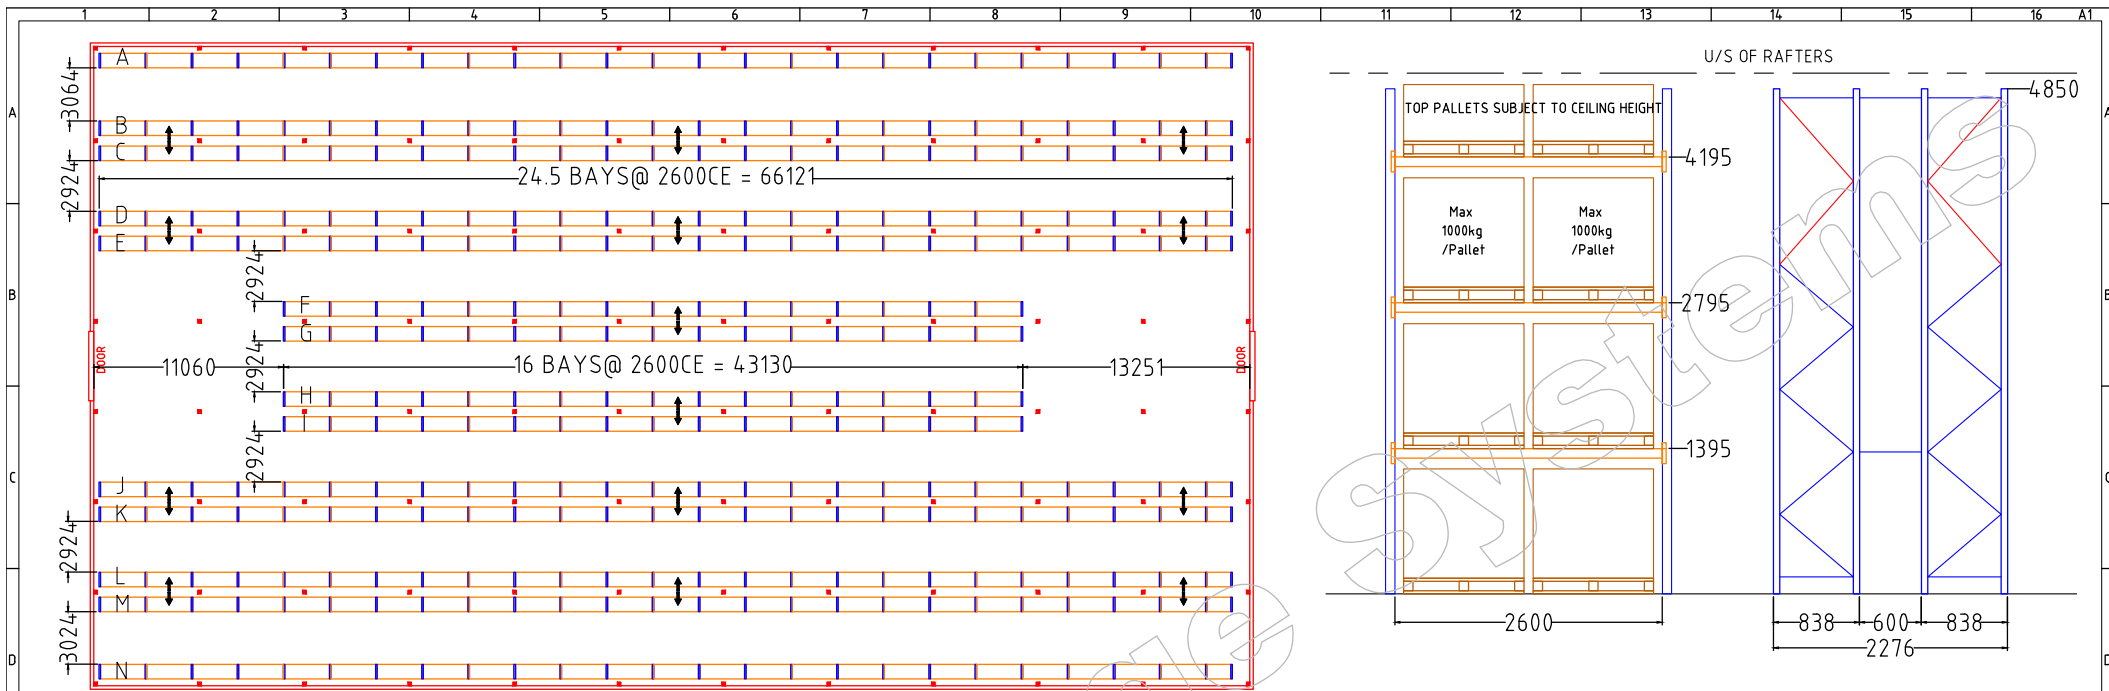 1 2 3 4 5 6 7 8 9 10 11 12 13 14 15 16 A1
A
B
C
D
A
3064
B
C
2924
24.5 BAYS@ 2600CE = 66121
D
E
2924
F
G
DOOR
11060
2924
16 BAYS@ 2600CE = 43130
13251
DOOR
H
I
2924
J
K
2924
L
M
3024
N
U/S OF RAFTERS
4850
TOP PALLETS SUBJECT TO CEILING HEIGHT
4195
Max
1000kg
/Pallet
Max
1000kg
/Pallet
2795
1395
2600
838 600 838
2276
de Systems